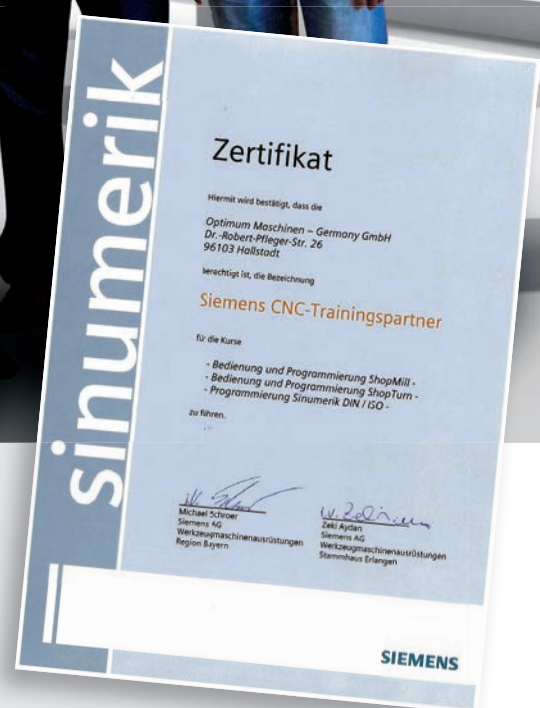 sinumerik
Zertifikat
Hiermit wird bestätigt, dass die
Optimum Maschinen – Germany GmbH
Dr.-Robert-Pfleger-Str. 26
96103 Hallstadt
berechtigt ist, die Bezeichnung
Siemens CNC-Trainingspartner
für die Kurse
- Bedienung und Programmierung ShopMill -
- Bedienung und Programmierung ShopTurn -
- Programmierung Sinumerik DIN / ISO -
zu führen.
Michael Schroer
Siemens AG
Werkzeugmaschinenausrüstungen
Region Bayern
Zeki Aydan
Siemens AG
Werkzeugmaschinenausrüstungen
Stammhaus Erlangen
SIEMENS